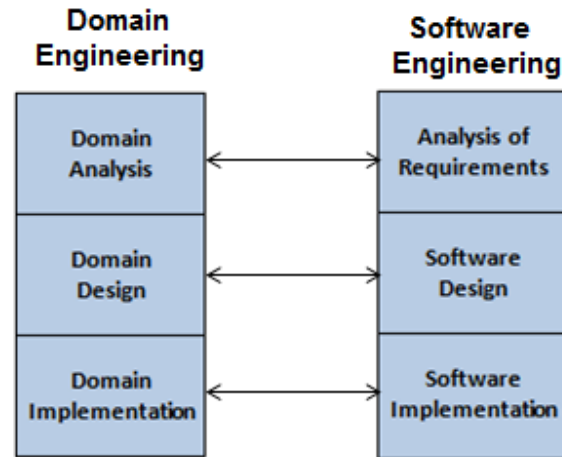 Domain
Engineering
Software
Engineering
Domain
Analysis
Analysis of
Requirements
Domain
Design
Software
Design
Domain
Implementation
Software
Implementation